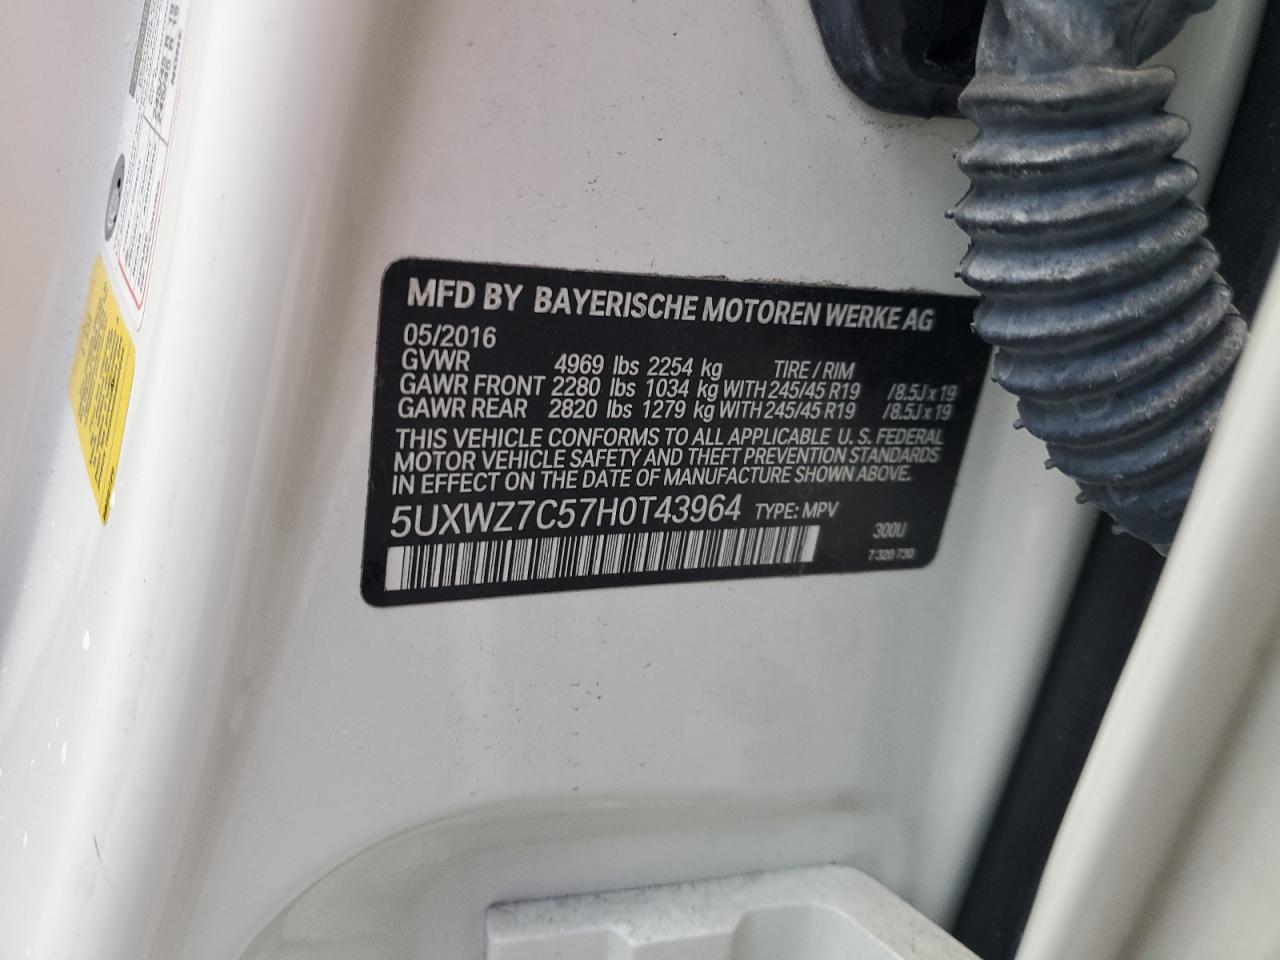 MFD BY BAYERISCHE MOTOREN WERKE AG
05/2016
GVWR 4969 lbs 2254 kg TIRE / RIM
GAWR FRONT 2280 lbs 1034 kg WITH 245/45 R19 /8.5J x 19
GAWR REAR 2820 lbs 1279 kg WITH 245/45 R19 /8.5J x 19
THIS VEHICLE CONFORMS TO ALL APPLICABLE U. S. FEDERAL
MOTOR VEHICLE SAFETY AND THEFT PREVENTION STANDARDS
IN EFFECT ON THE DATE OF MANUFACTURE SHOWN ABOVE.
5UXWZ7C57H0T43964 TYPE: MPV
300U
7 320 730